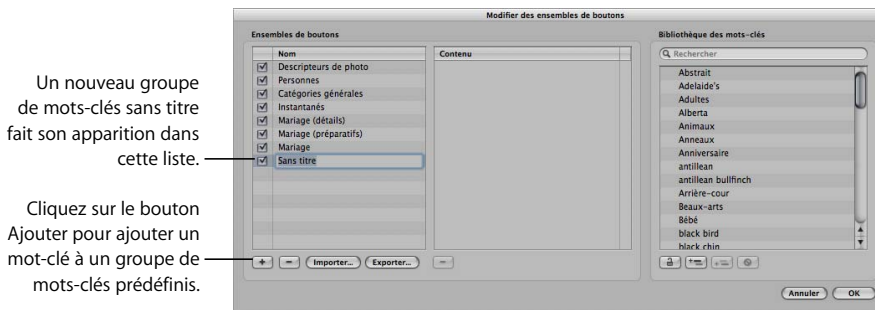 Modifier des ensembles de boutons
Un nouveau groupe
de mots-clés sans titre
fait son apparition dans
cette liste.
Cliquez sur le bouton
Ajouter pour ajouter un
mot-clé à un groupe de
mots-clés prédéfinis.
Ensembles de boutons
Nom
Descripteurs de photo
Personnes
Catégories générales
Instantanés
Mariage (détails)
Mariage (préparatifs)
Mariage
Sans titre
+ − Importer... Exporter...
Contenu
−
Bibliothèque des mots-clés
Rechercher
Abstrait
Adelaide's
Adultes
Alberta
Animaux
Anneaux
Anniversaire
antillean
antillean bullfinch
Arrière-cour
Beaux-arts
Bébé
black bird
black chin
Annuler OK